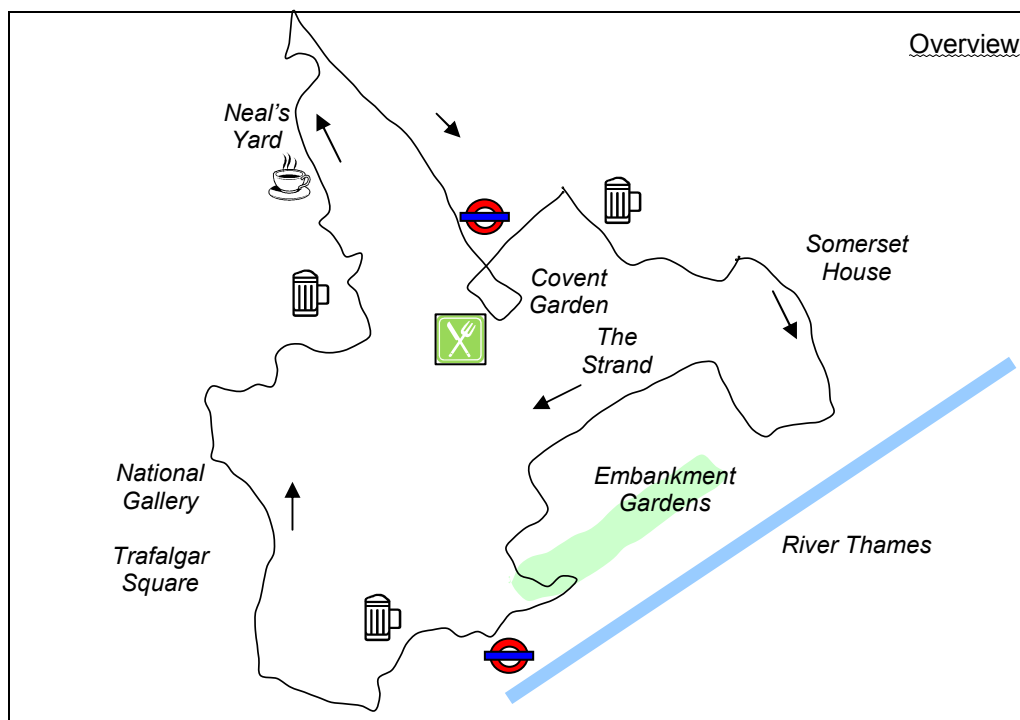 Overview
Neal's
Yard
Somerset
House
Covent
Garden
The
Strand
National
Gallery
Embankment
Gardens
River Thames
Trafalgar
Square